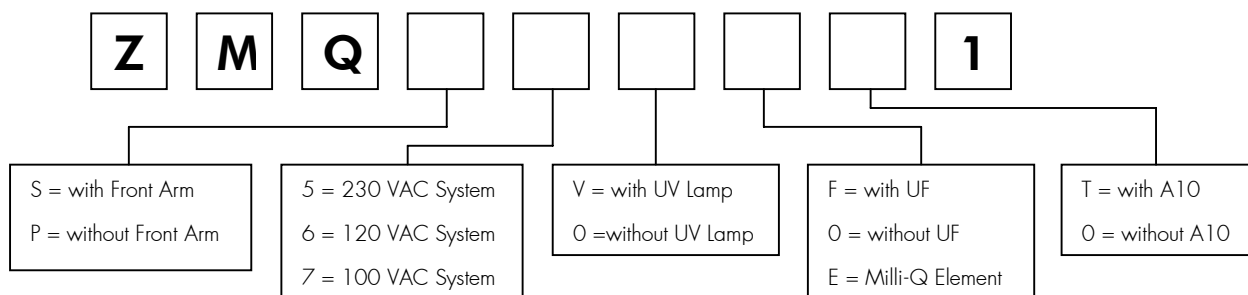 Z M Q 1
S = with Front Arm
P = without Front Arm
5 = 230 VAC System
6 = 120 VAC System
7 = 100 VAC System
V = with UV Lamp
0 =without UV Lamp
F = with UF
0 = without UF
E = Milli-Q Element
T = with A10
0 = without A10